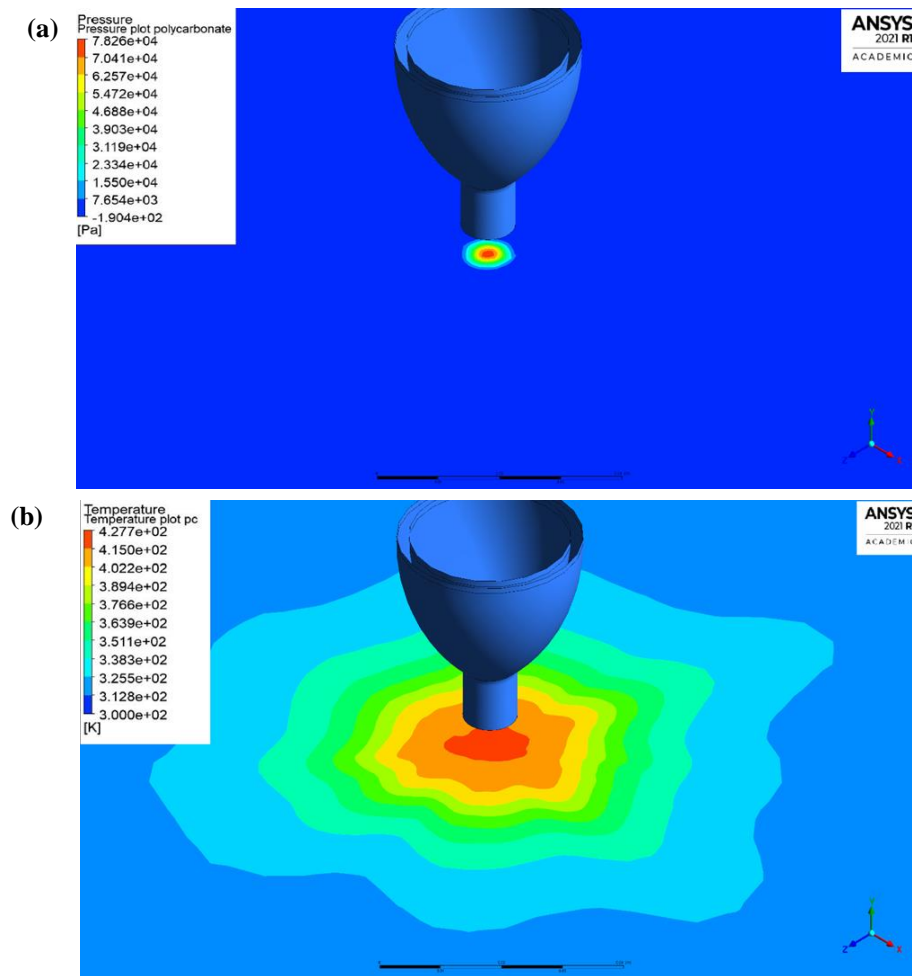 (a)
Pressure
Pressure plot polycarbonate
7.826e+04
7.041e+04
6.257e+04
5.472e+04
4.688e+04
3.903e+04
3.119e+04
2.334e+04
1.550e+04
7.654e+03
-1.904e+02
[Pa]
ANSYS
2021 R1
ACADEMIC
Y
Z
X
(b)
Temperature
Temperature plot pc
4.277e+02
4.150e+02
4.022e+02
3.894e+02
3.766e+02
3.639e+02
3.511e+02
3.383e+02
3.255e+02
3.128e+02
3.000e+02
[K]
ANSYS
2021 R
ACADEMIC
Y
Z
X